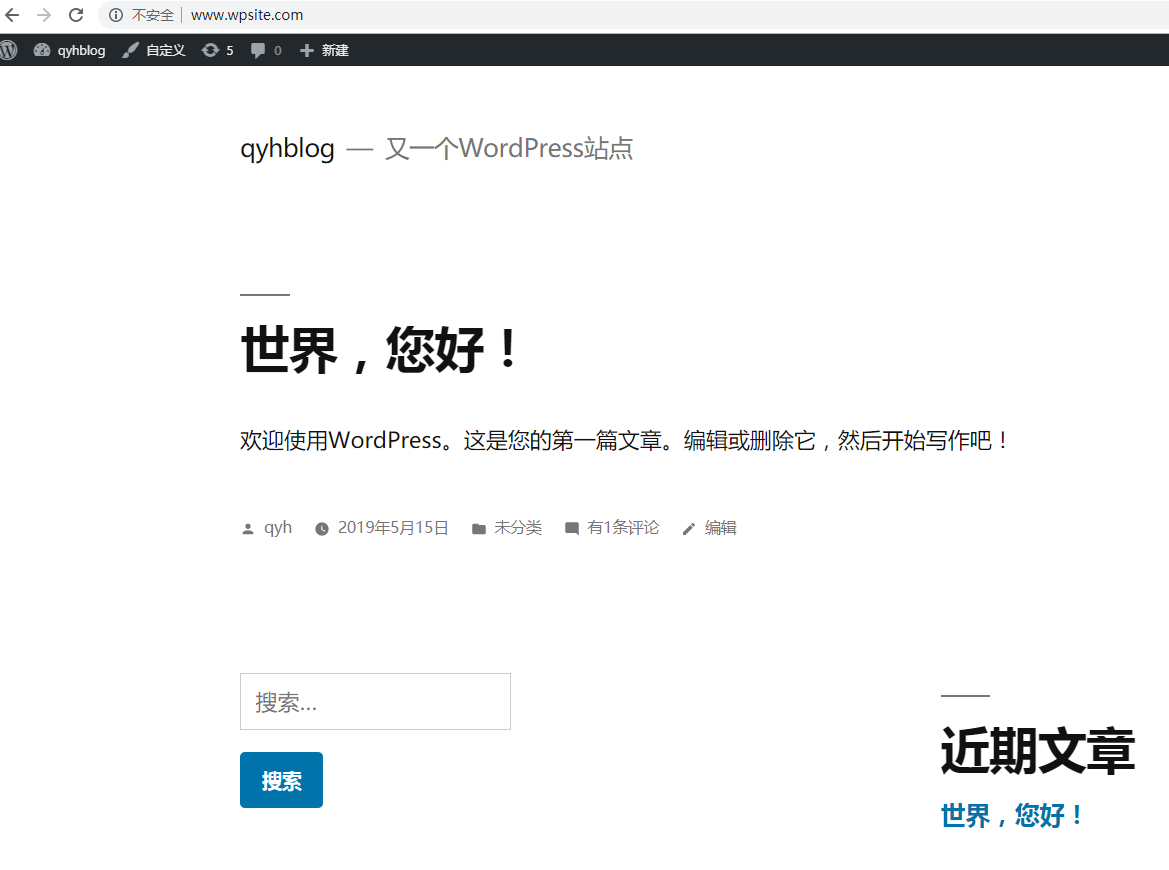 不安全 | www.wpsite.com
qyhblog 自定义 5 0 新建
qyhblog — 又一个WordPress站点
世界，您好！
欢迎使用WordPress。这是您的第一篇文章。编辑或删除它，然后开始写作吧！
qyh 2019年5月15日 未分类 有1条评论 编辑
搜索...
搜索
近期文章
世界，您好！